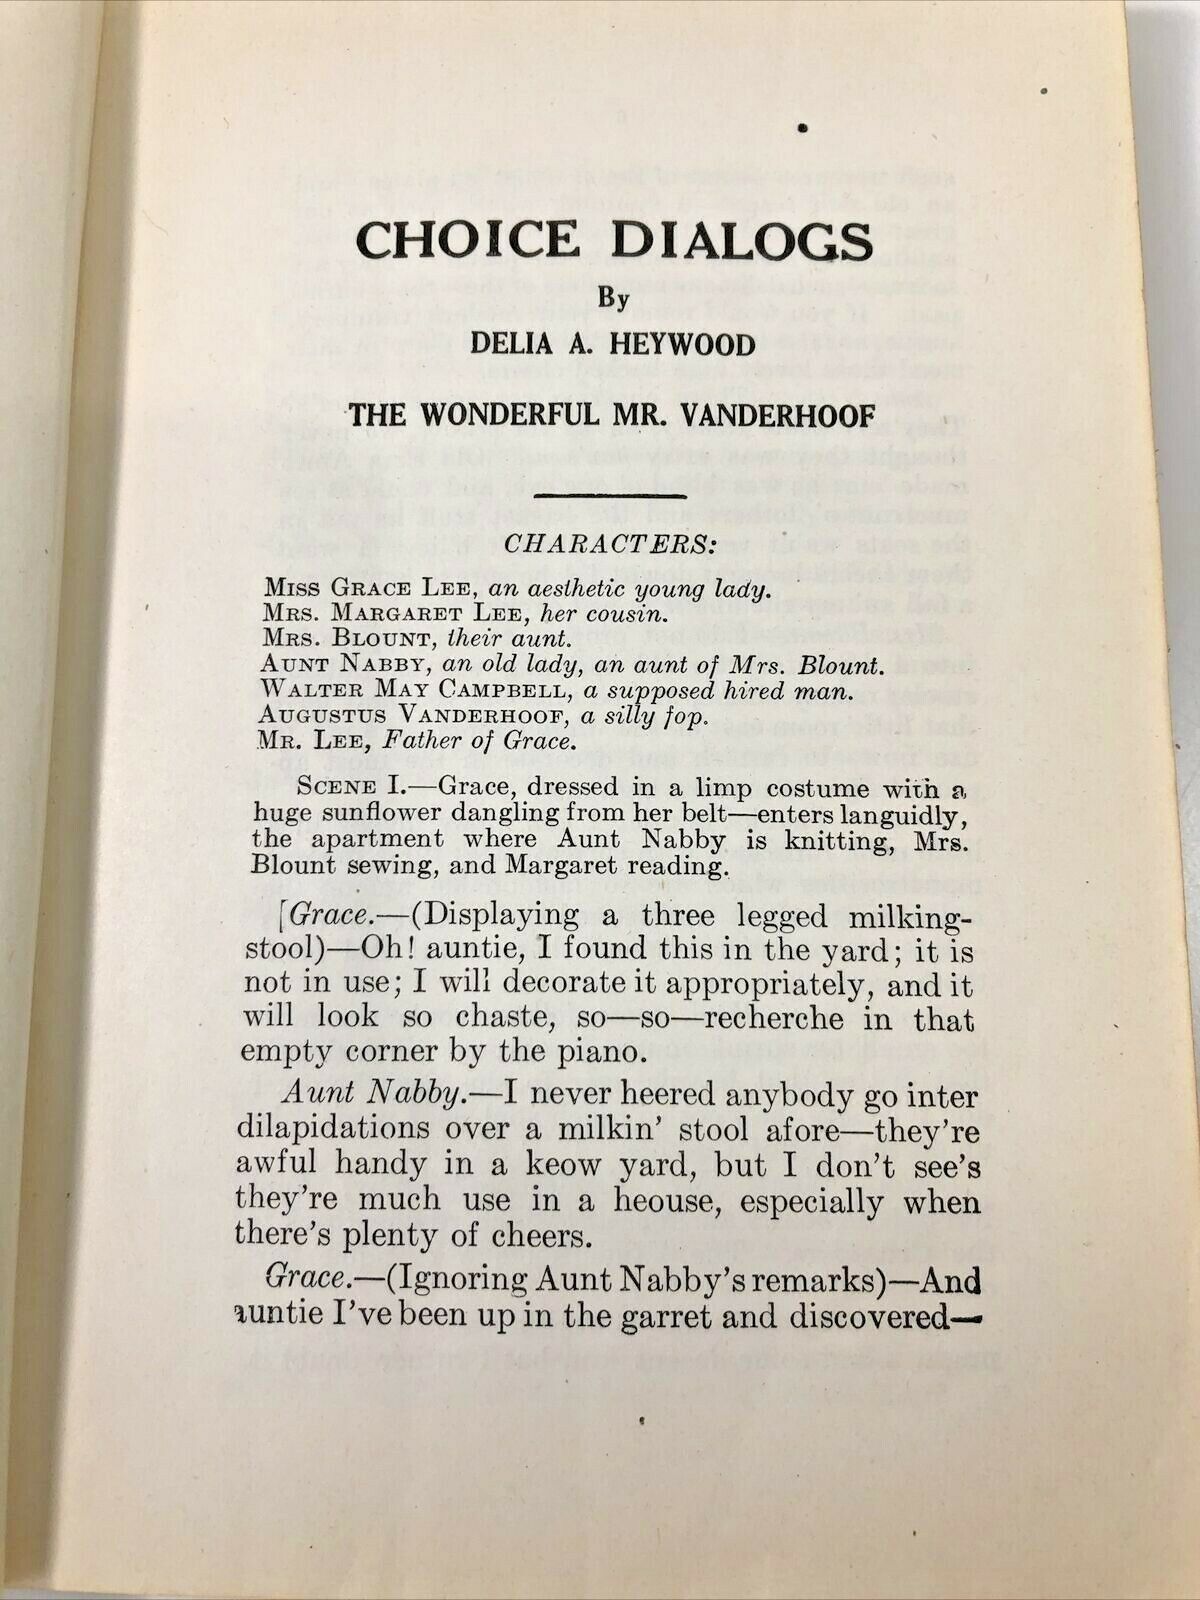 CHOICE DIALOGS
By
DELIA A. HEYWOOD
THE WONDERFUL MR. VANDERHOOF
CHARACTERS:
MISS GRACE LEE, an aesthetic young lady.
MRS. MARGARET LEE, her cousin.
MRS. BLOUNT, their aunt.
AUNT NABBY, an old lady, an aunt of Mrs. Blount.
WALTER MAY CAMPBELL, a supposed hired man.
AUGUSTUS VANDERHOOF, a silly fop.
MR. LEE, Father of Grace.
SCENE I.—Grace, dressed in a limp costume with a
huge sunflower dangling from her belt—enters languidly,
the apartment where Aunt Nabby is knitting, Mrs.
Blount sewing, and Margaret reading.
[Grace.—(Displaying a three legged milking-
stool)—Oh! auntie, I found this in the yard; it is
not in use; I will decorate it appropriately, and it
will look so chaste, so—so—recherche in that
empty corner by the piano.
Aunt Nabby.—I never heered anybody go inter
dilapidations over a milkin' stool afore—they're
awful handy in a keow yard, but I don't see's
they're much use in a heouse, especially when
there's plenty of cheers.
Grace.—(Ignoring Aunt Nabby's remarks)—And
auntie I've been up in the garret and discovered—